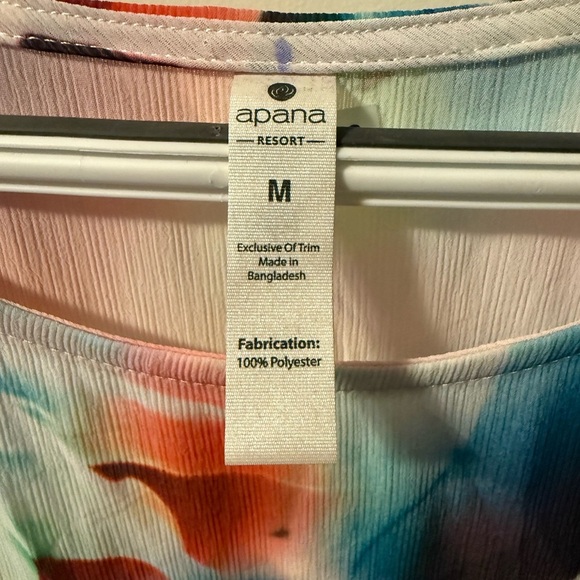 apana
RESORT
M
Exclusive Of Trim
Made in
Bangladesh
Fabrication:
100% Polyester